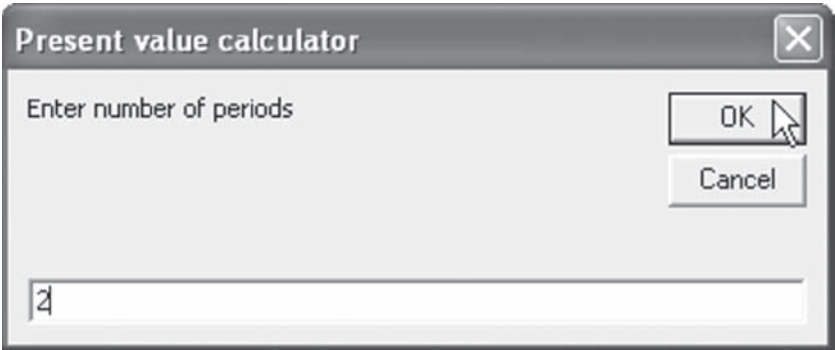 Present value calculator
Enter number of periods
OK
Cancel
2